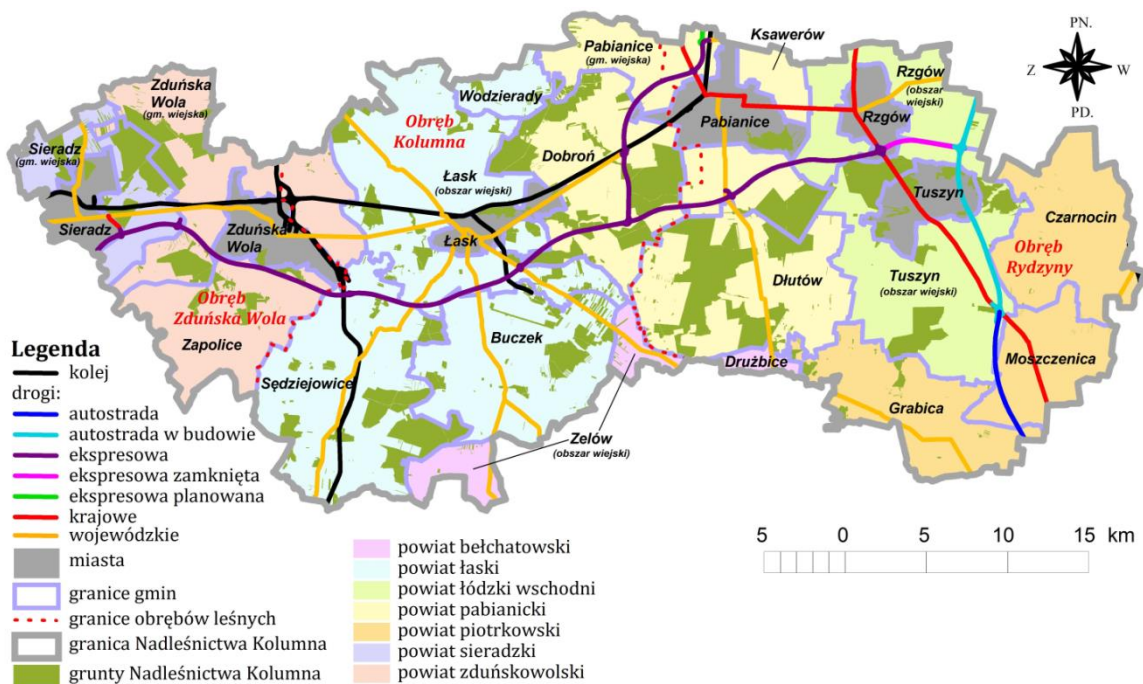 PN.
Z
W
PD.
Ksawerów
Pabianice
(gm. wiejska)
Zduńska
Wola
(gm. wiejska)
Wodzierady
Rzgów
(obszar
wiejski)
Obręb
Kolumna
Sieradz
(gm. wiejska)
Pabianice
Rzgów
Dobroń
Łask
(obszar wiejski)
Tuszyn
Czarnocin
Sieradz
Zduńska
Wola
Łask
Obręb
Rydzyny
Tuszyn
(obszar wiejski)
Dłutów
Obręb
Zduńska Wola
Zapolice
Buczek
Drużbice
Moszczenica
Sędziejowice
Grabica
Zelów
(obszar wiejski)
Legenda
kolej
drogi:
autostrada
autostrada w budowie
ekspresowa
ekspresowa zamknięta
ekspresowa planowana
krajowe
wojewódzkie
miasta
granice gmin
granice obrębów leśnych
granica Nadleśnictwa Kolumna
grunty Nadleśnictwa Kolumna
powiat bełchatowski
powiat łaski
powiat łódzki wschodni
powiat pabianicki
powiat piotrkowski
powiat sieradzki
powiat zduńskowolski
5 0 5 10 15 km